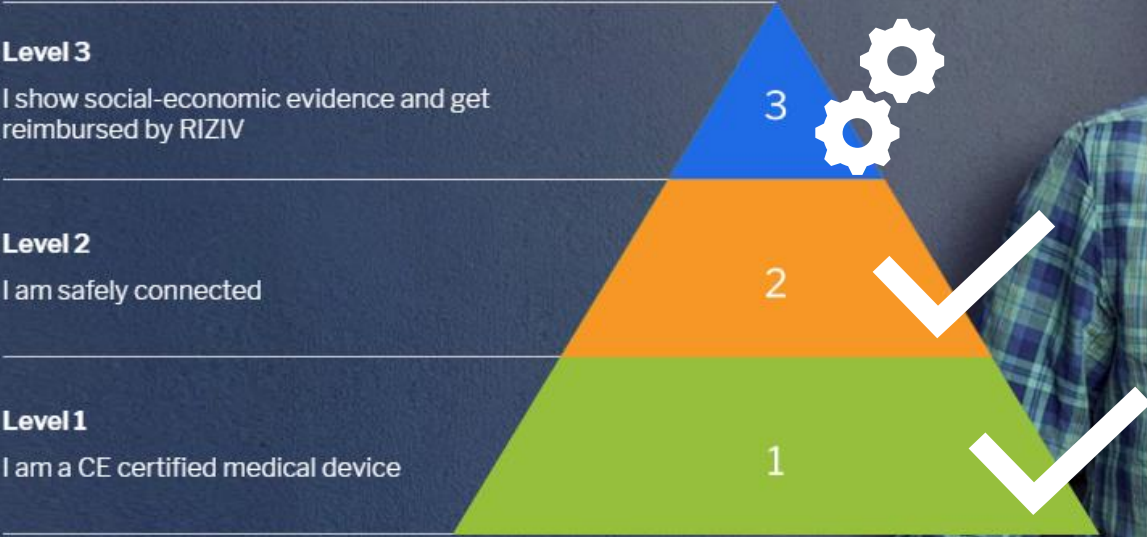 Level 3
I show social-economic evidence and get
reimbursed by RIZIV
3
Level 2
I am safely connected
2
Level 1
I am a CE certified medical device
1